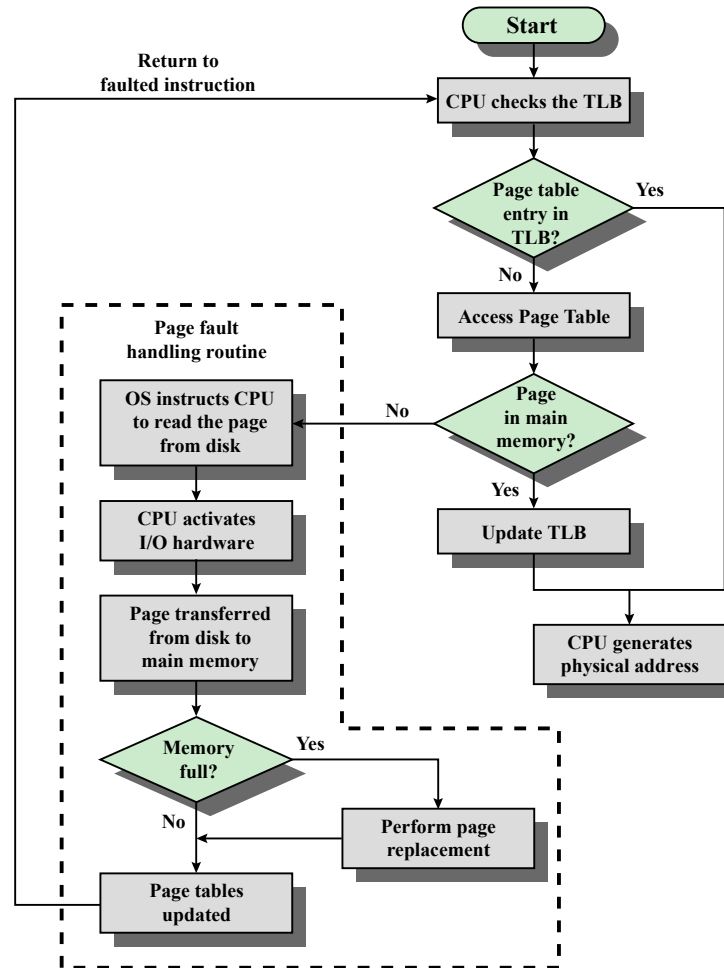 Start
Return to
faulted instruction
CPU checks the TLB
Page table
entry in
TLB?
Yes
No
Access Page Table
Page fault
handling routine
Page
in main
memory?
No
OS instructs CPU
to read the page
from disk
Yes
CPU activates
I/O hardware
Update TLB
Page transferred
from disk to
main memory
CPU generates
physical address
Memory
full?
Yes
No
Perform page
replacement
Page tables
updated